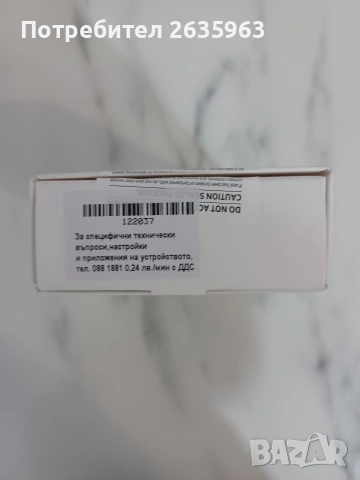 Потребител 2635963
DO NOT AC
CAUTION S
122037
За специфични технически
въпроси,настройки
и приложения на устройството,
тел. 088 1881 0,24 лв./мин с ДДС
BAZAR